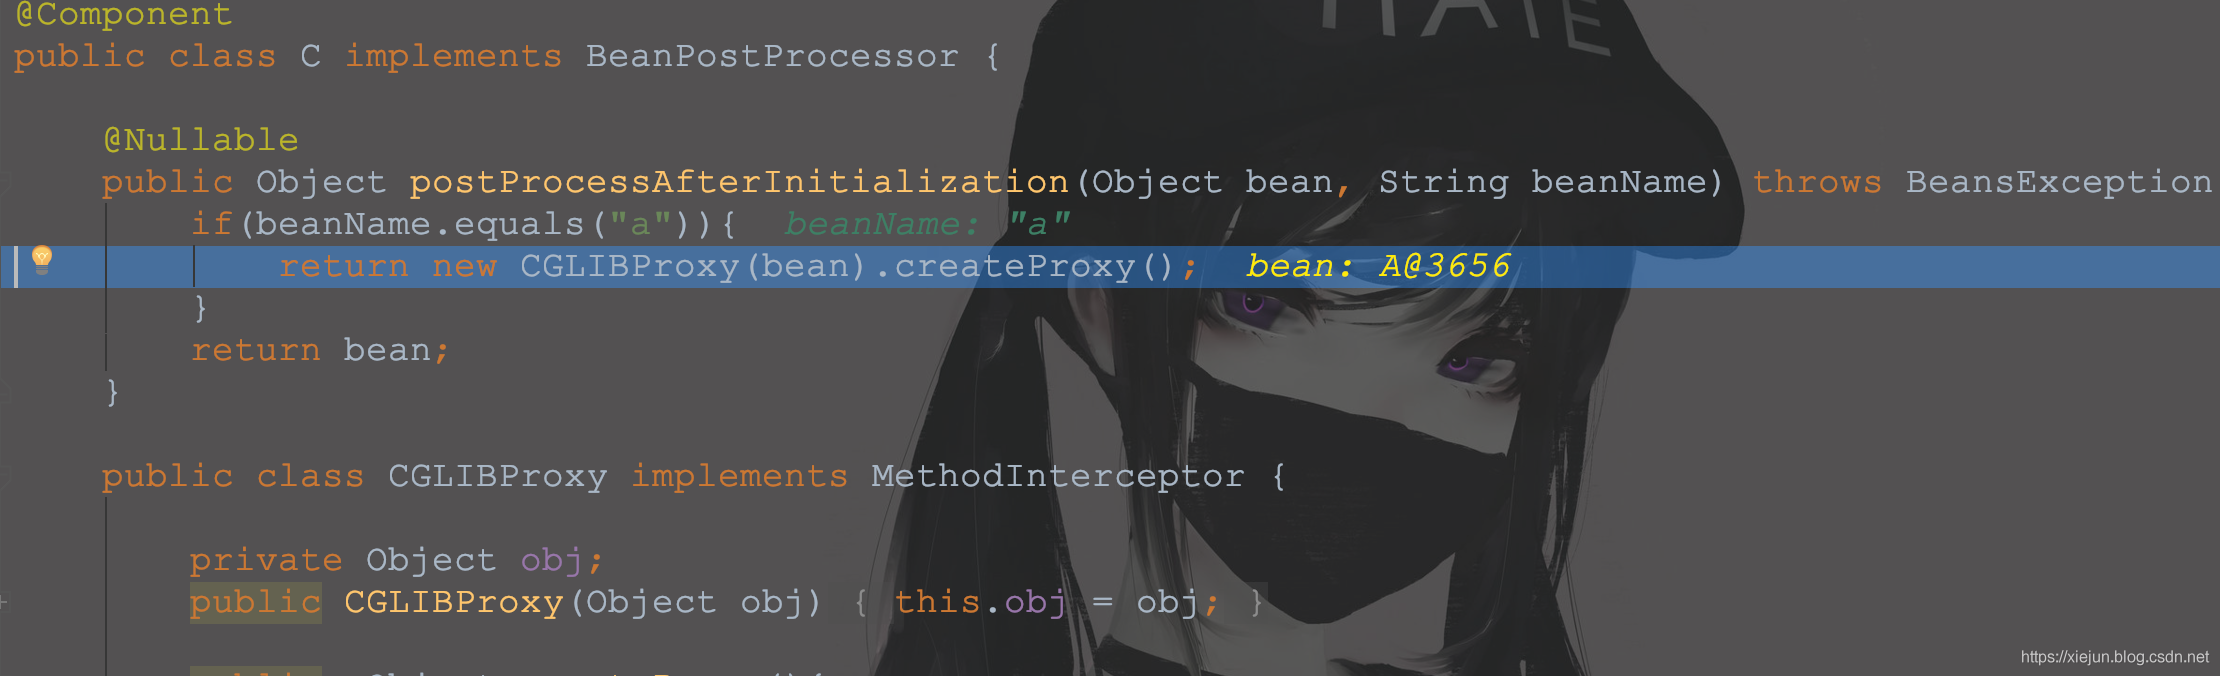 HATE
@Component
public class C implements BeanPostProcessor {
@Nullable
public Object postProcessAfterInitialization(Object bean, String beanName) throws BeansException
if(beanName.equals("a")){ beanName: "a"
return new CGLIBProxy(bean).createProxy(); bean: A@3656
}
return bean;
}
public class CGLIBProxy implements MethodInterceptor {
private Object obj;
public CGLIBProxy(Object obj) { this.obj = obj; }
https://xiejun.blog.csdn.net